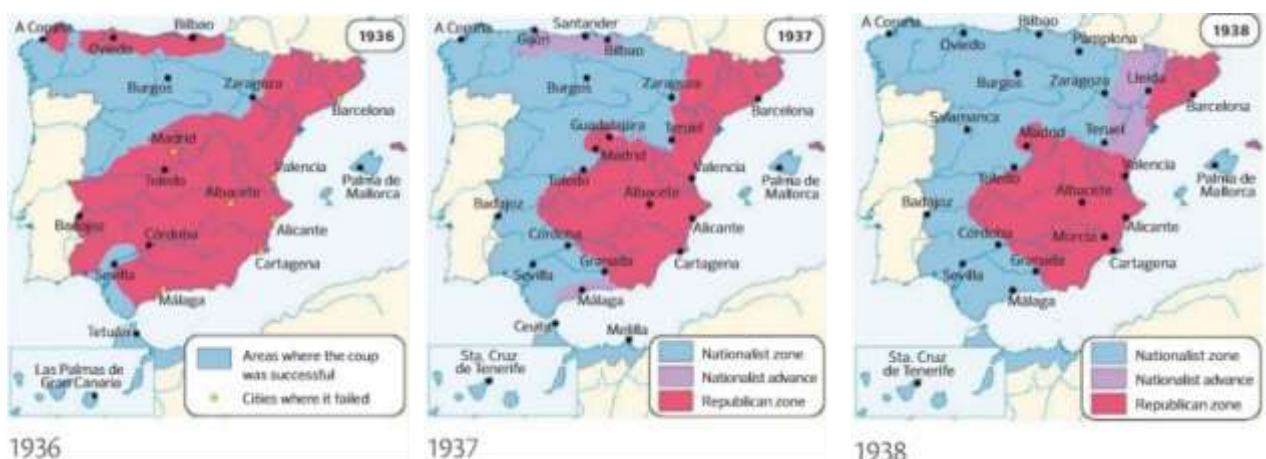 A Coruña
Bilbao
1936
Oviedo
Burgos
Zaragoza
Barcelona
Madrid
Toledo
Valencia
Palma de
Mallorca
Albacete
Badajoz
Córdoba
Alicante
Sevilla
Cartagena
Málaga
Tetuán
Las Palmas de
Gran Canaria
Areas where the coup
was successful
Cities where it failed
1936
A Coruña
Santander
1937
Gijón
Bilbao
Burgos
Zaragoza
Barcelona
Guadalajara
Teruel
Madrid
Valencia
Toledo
Palma de
Mallorca
Albacete
Badajoz
Alicante
Córdoba
Sevilla
Granada
Cartagena
Málaga
Ceuta
Melilla
Sta. Cruz
de Tenerife
Nationalist zone
Nationalist advance
Republican zone
1937
A Coruña
Bilbao
1938
Oviedo
Pamplona
Burgos
Zaragoza
Lleida
Barcelona
Salamanca
Madrid
Teruel
Valencia
Toledo
Palma de
Mallorca
Albacete
Badajoz
Alicante
Córdoba
Murcia
Sevilla
Granada
Cartagena
Málaga
Sta. Cruz
de Tenerife
Nationalist zone
Nationalist advance
Republican zone
1938